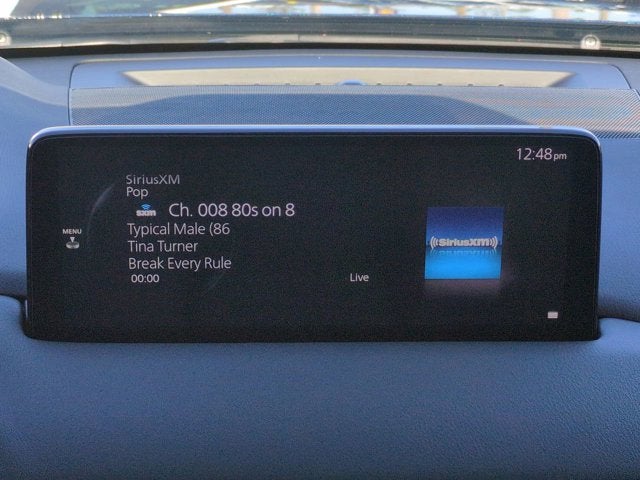 12:48pm
SiriusXM
Pop
sxm Ch. 008 80s on 8
MENU
Typical Male (86
Tina Turner
Break Every Rule
00:00 Live
((SiriusXM))